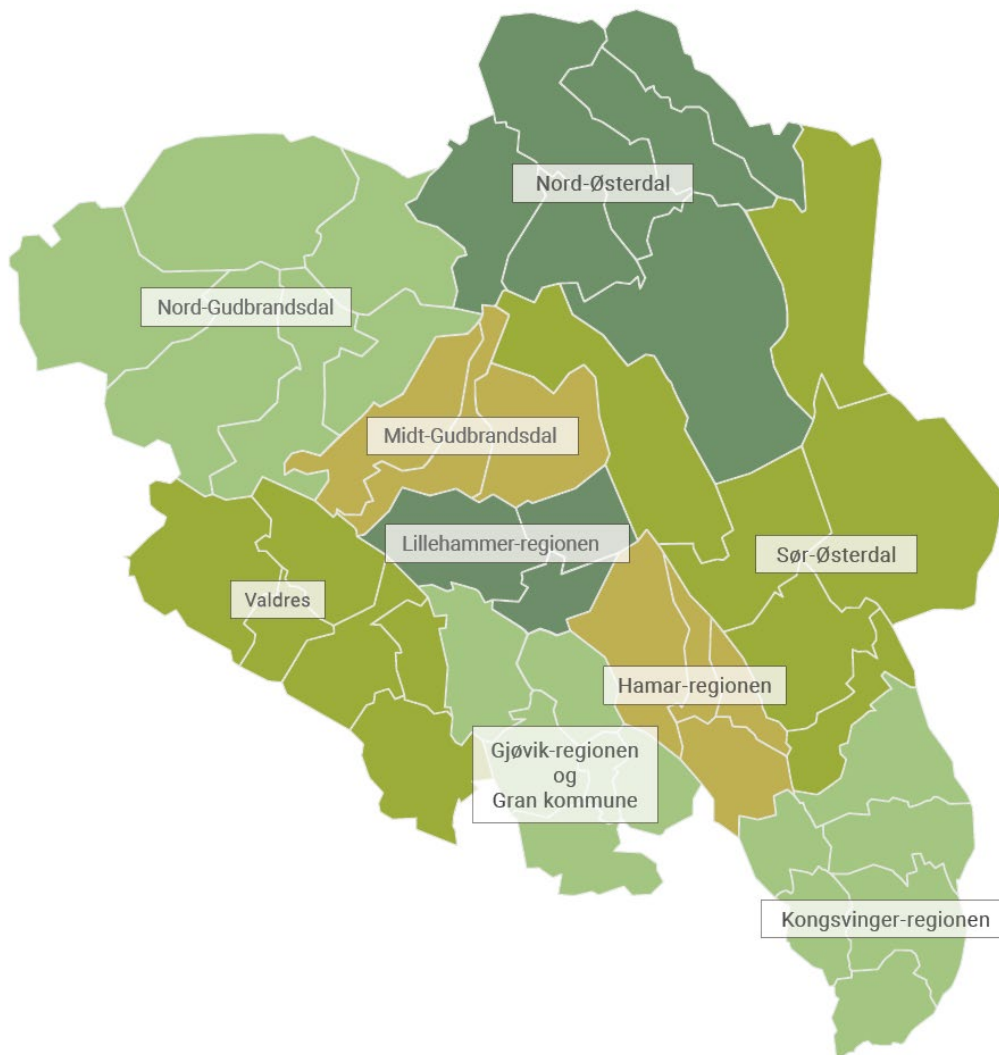 Nord-Østerdal
Nord-Gudbrandsdal
Midt-Gudbrandsdal
Lillehammer-regionen
Sør-Østerdal
Valdres
Hamar-regionen
Gjøvik-regionen
og
Gran kommune
Kongsvinger-regionen